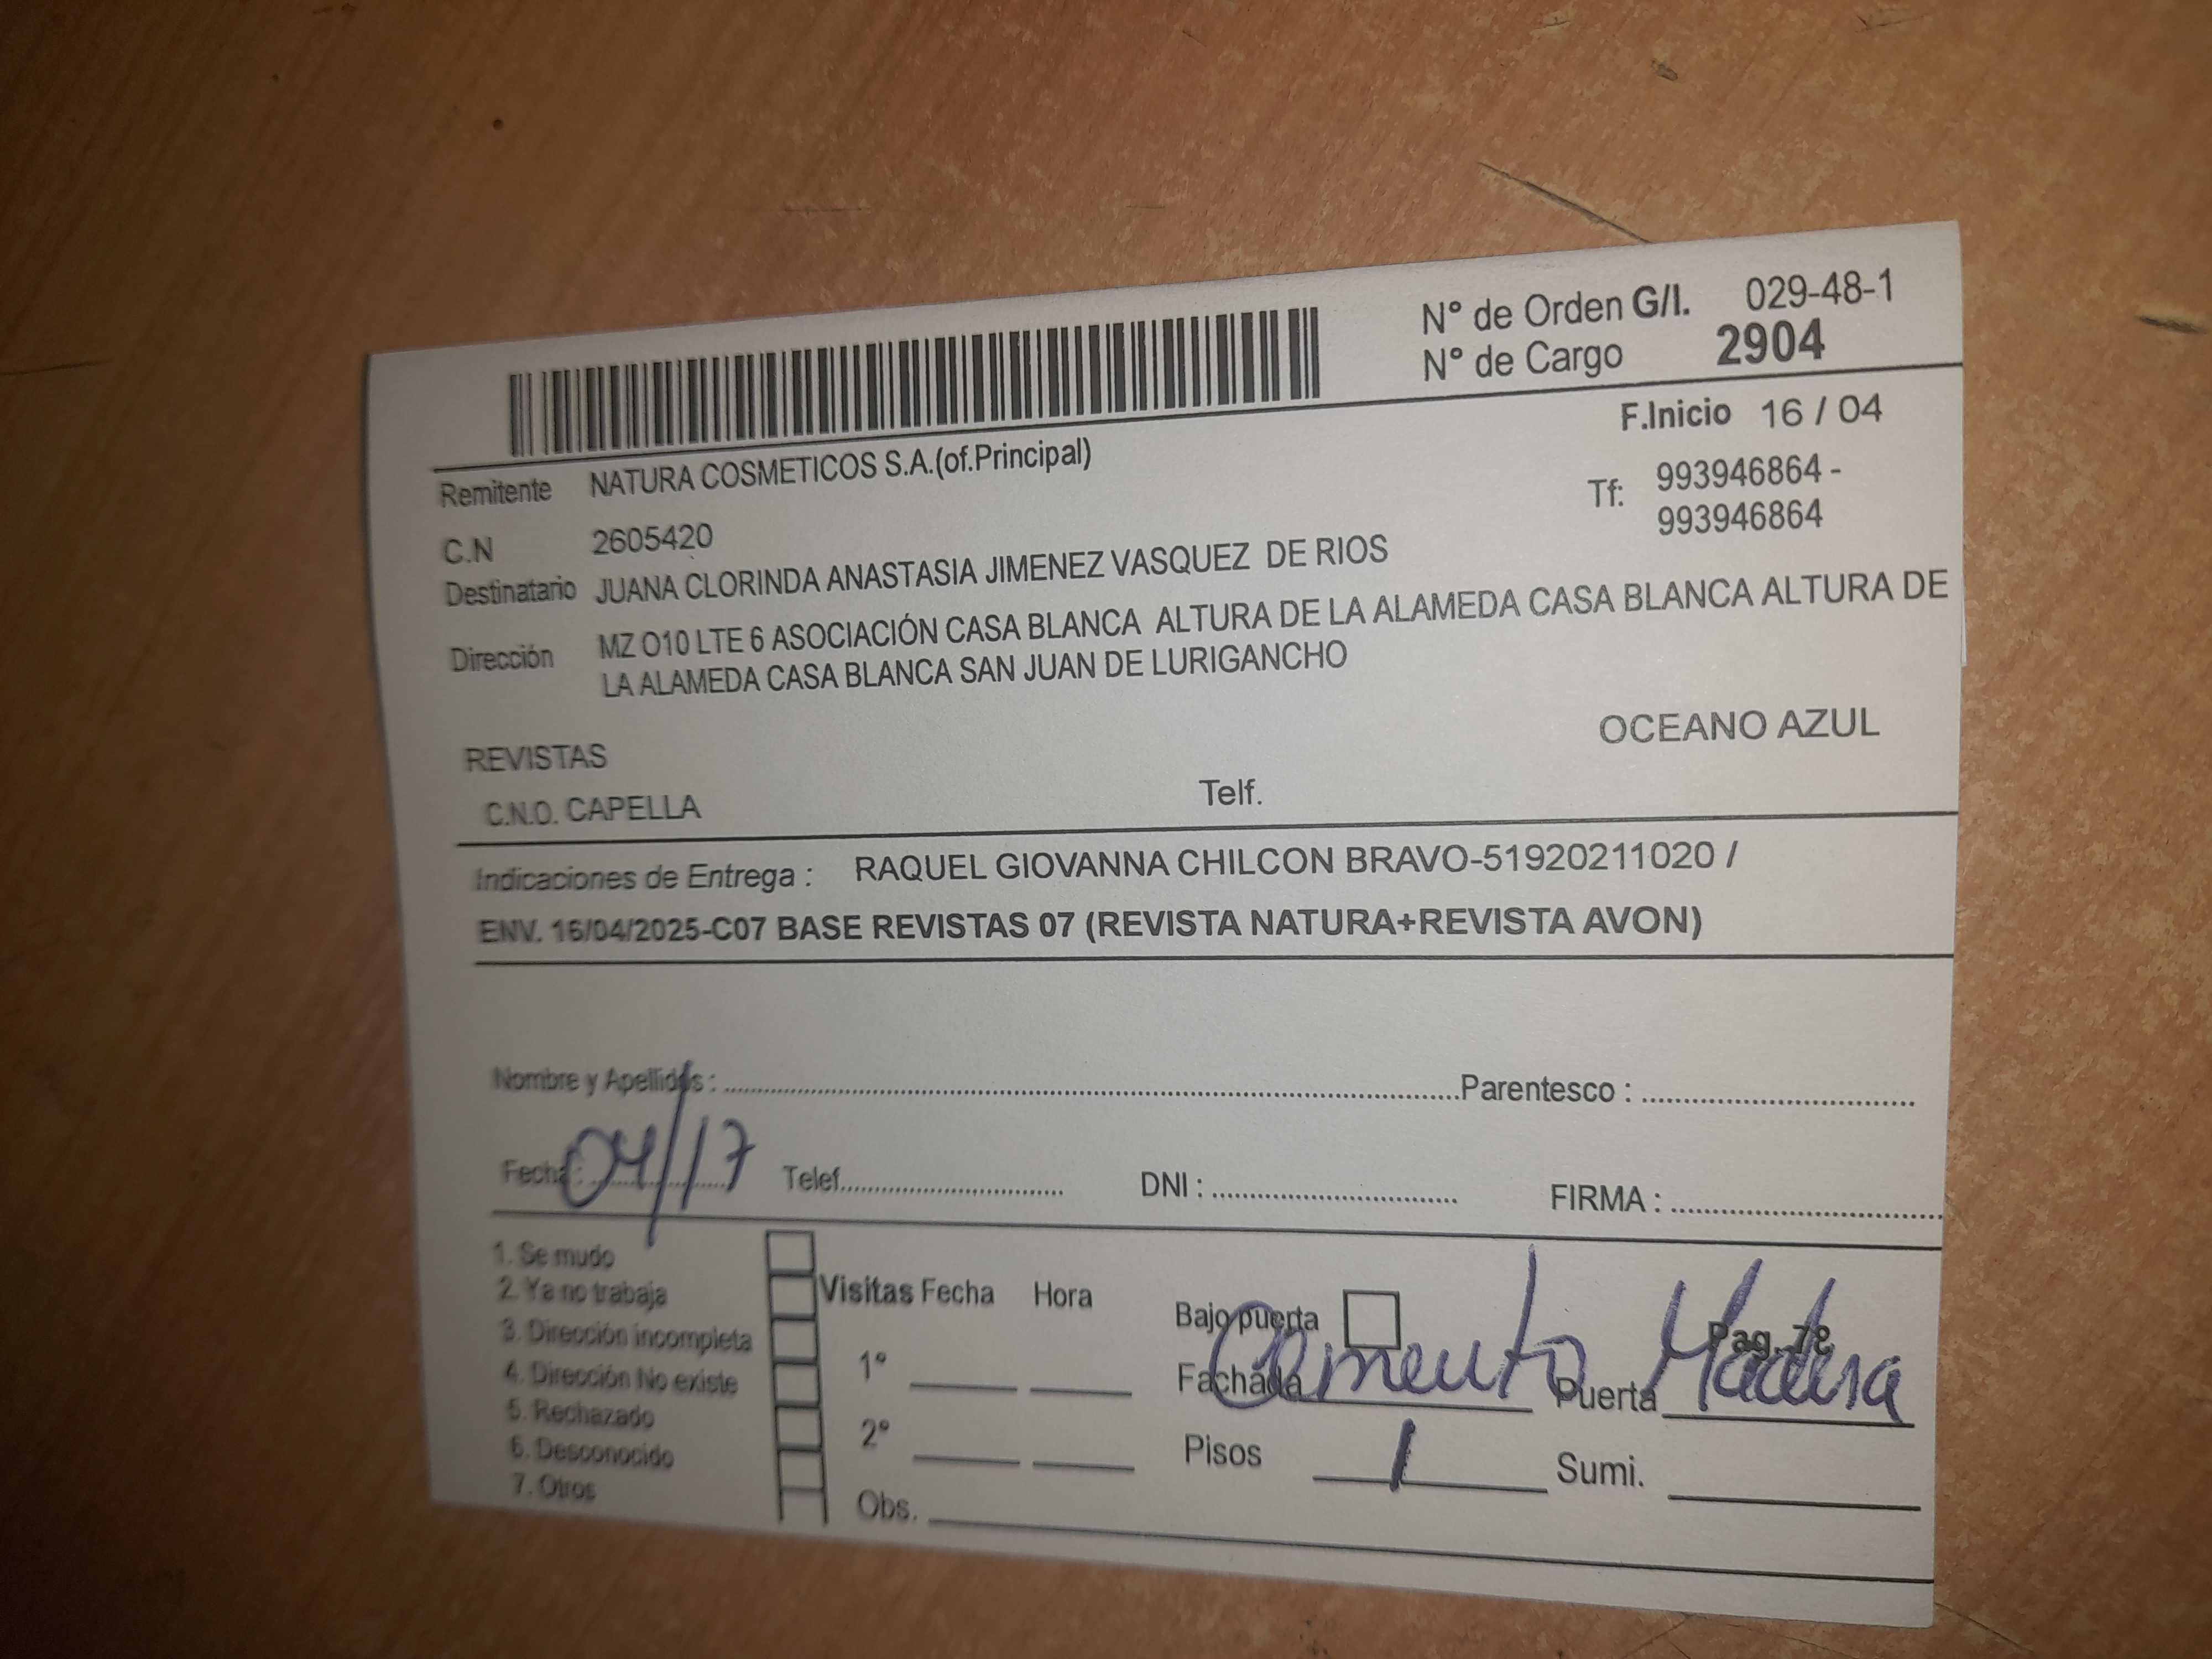 N° de Orden G/I. 029-48-1
N° de Cargo 2904
F.Inicio 16 / 04
Remitente NATURA COSMETICOS S.A.(of.Principal)
Tf: 993946864 -
993946864
C.N 2605420
Destinatario JUANA CLORINDA ANASTASIA JIMENEZ VASQUEZ DE RIOS
Dirección MZ O10 LTE 6 ASOCIACIÓN CASA BLANCA ALTURA DE LA ALAMEDA CASA BLANCA ALTURA DE
LA ALAMEDA CASA BLANCA SAN JUAN DE LURIGANCHO
OCEANO AZUL
REVISTAS
C.N.O. CAPELLA Telf.
Indicaciones de Entrega : RAQUEL GIOVANNA CHILCON BRAVO-51920211020 /
ENV. 16/04/2025-C07 BASE REVISTAS 07 (REVISTA NATURA+REVISTA AVON)
Nombre y Apellidos : Parentesco :
Fecha : 04/17 Telef. DNI : FIRMA :
1. Se mudo
2. Ya no trabaja
3. Dirección incompleta
4. Dirección No existe
5. Rechazado
6. Desconocido
7. Otros
Visitas Fecha Hora
1°
2°
Obs.
Bajo puerta
Pag. 78
Fachada Cemento Puerta Madera
Pisos 1 Sumi.